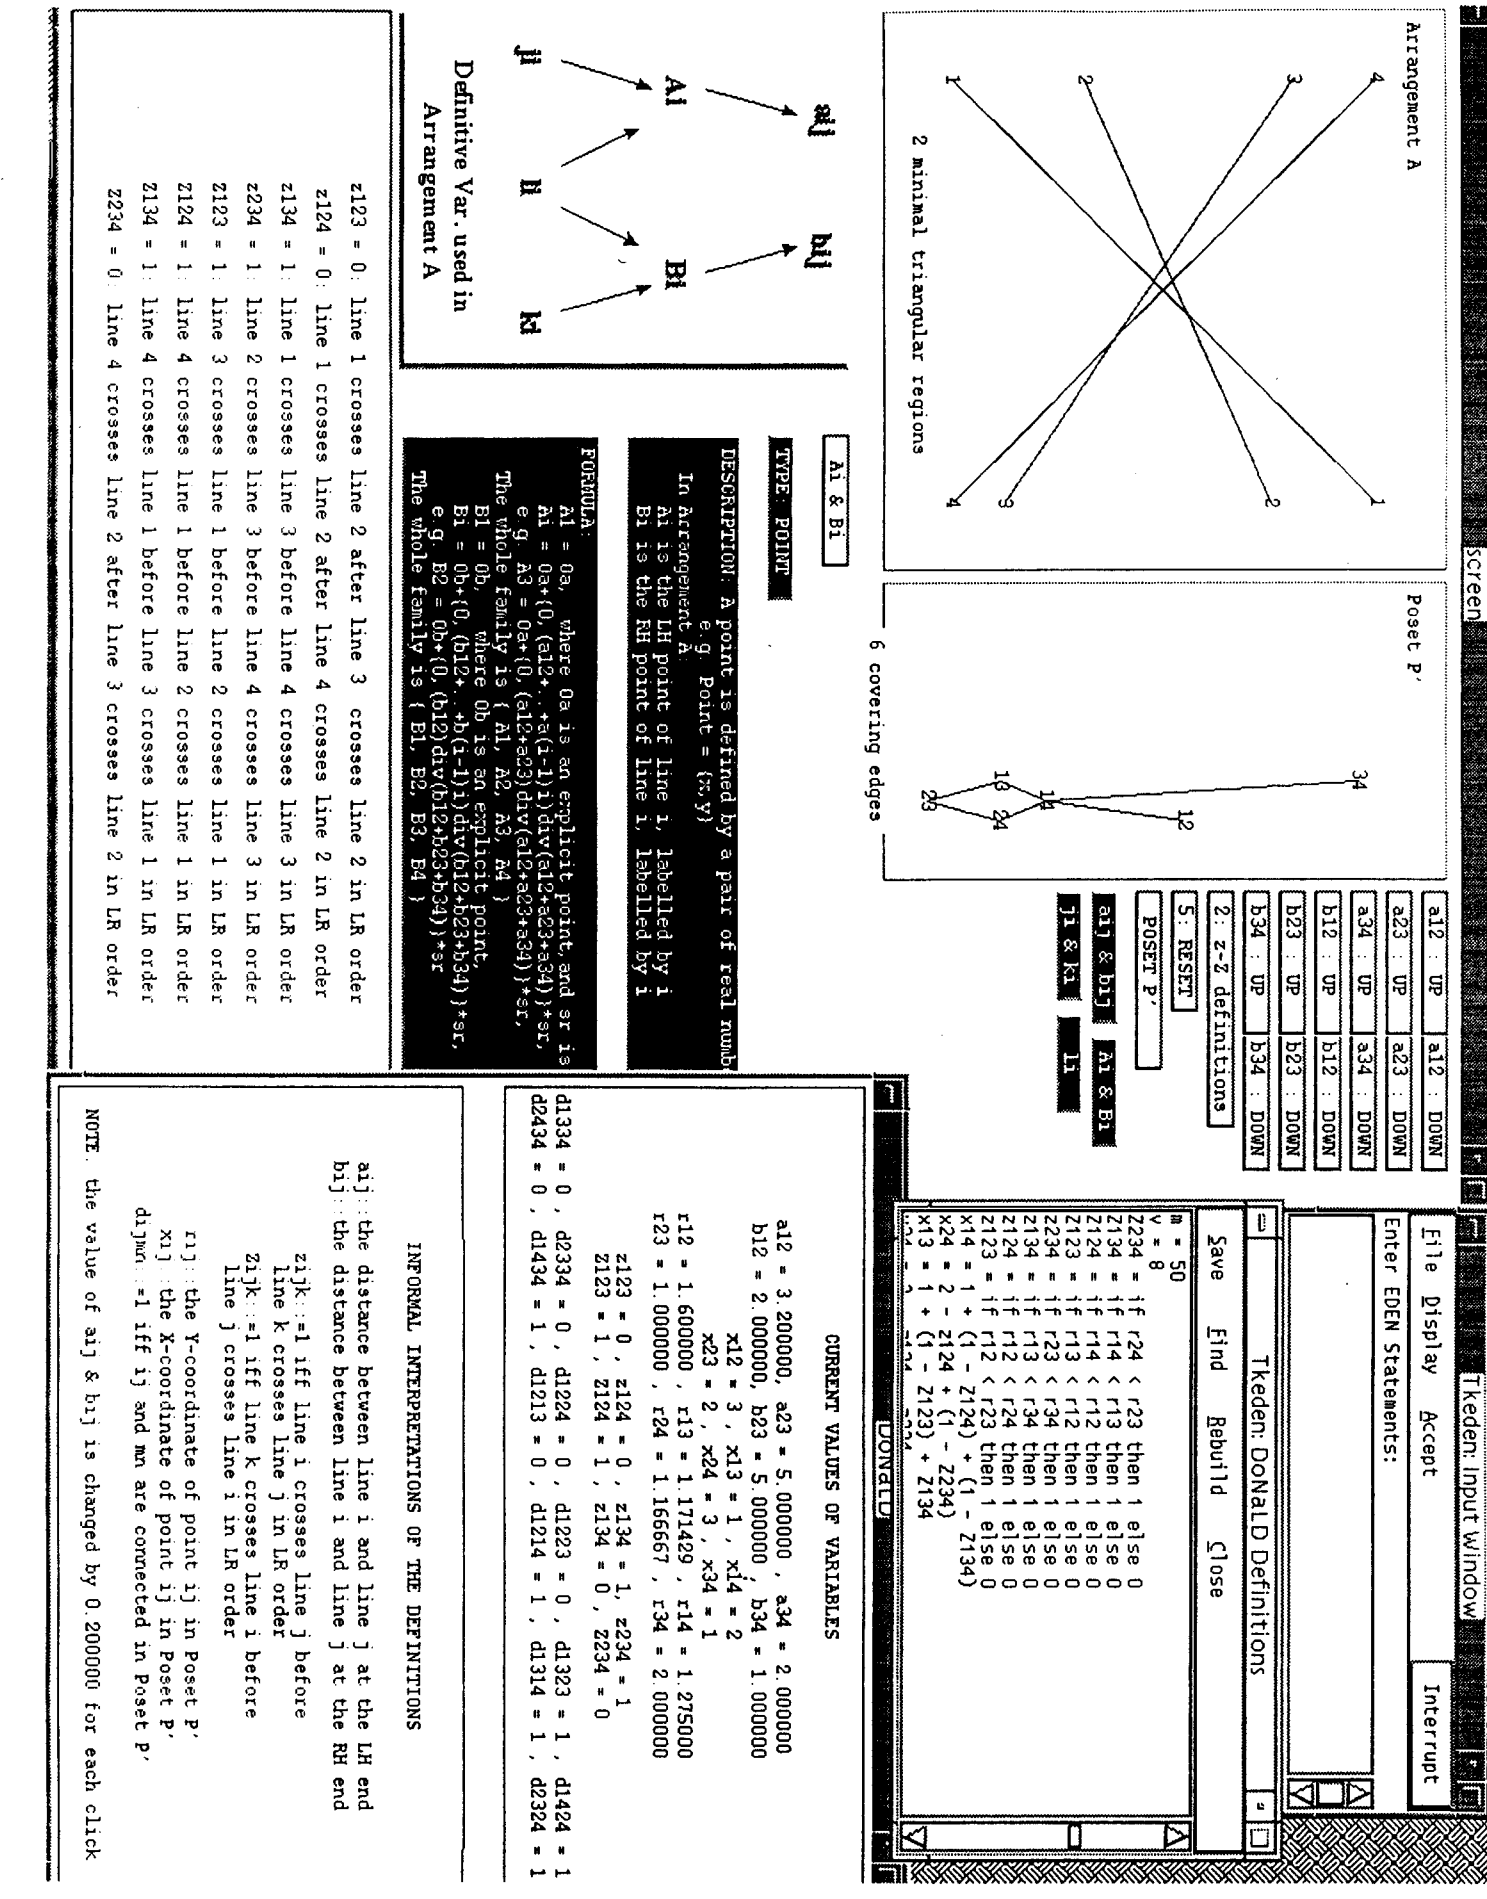 screen
Arrangement A
4
3
2
1
1
2
3
4
2 minimal triangular regions
Poset P'
34
12
14
13
24
23
6 covering edges
a12 : UP
a12 : DOWN
a23 : UP
a23 : DOWN
a34 : UP
a34 : DOWN
b12 : UP
b12 : DOWN
b23 : UP
b23 : DOWN
b34 : UP
b34 : DOWN
2: z-Z definitions
5: RESET
POSET P'
aij & bij
Ai & Bi
ji & ki
li
aij
bij
Ai
Bi
ji
li
ki
Definitive Var. used in
Arrangement A
Ai & Bi
TYPE: POINT
DESCRIPTION: A point is defined by a pair of real numb
e.g. Point = {x,y}
In Arrangement A:
Ai is the LH point of line i, labelled by i
Bi is the RH point of line i, labelled by i
FORMULA:
A1 = 0a, where 0a is an explicit point,and sr is
Ai = 0a+{0,(a12+..+a(i-1)i)div(a12+a23+a34)}*sr,
e.g. A3 = 0a+{0,(a12+a23)div(a12+a23+a34)}*sr,
The whole family is { A1, A2, A3, A4 }
B1 = 0b, where 0b is an explicit point,
Bi = 0b+{0,(b12+..+b(i-1)i)div(b12+b23+b34)}*sr,
e.g. B2 = 0b+{0,(b12)div(b12+b23+b34)}*sr
The whole family is { B1, B2, B3, B4 }
z123 = 0: line 1 crosses line 2 after line 3 crosses line 2 in LR order
z124 = 0: line 1 crosses line 2 after line 4 crosses line 2 in LR order
z134 = 1: line 1 crosses line 3 before line 4 crosses line 3 in LR order
z234 = 1: line 2 crosses line 3 before line 4 crosses line 3 in LR order
Z123 = 1: line 3 crosses line 1 before line 2 crosses line 1 in LR order
Z124 = 1: line 4 crosses line 1 before line 2 crosses line 1 in LR order
Z134 = 1: line 4 crosses line 1 before line 3 crosses line 1 in LR order
Z234 = 0: line 4 crosses line 2 after line 3 crosses line 2 in LR order
Tkeden: Input window
File Display Accept
Interrupt
Enter EDEN Statements:
Tkeden: DoNaLD Definitions
Save Find Rebuild Close
m = 50
v = 8
Z234 = if r24 < r23 then 1 else 0
Z134 = if r14 < r13 then 1 else 0
Z124 = if r14 < r12 then 1 else 0
Z123 = if r13 < r12 then 1 else 0
z234 = if r23 < r34 then 1 else 0
z134 = if r13 < r34 then 1 else 0
z124 = if r12 < r24 then 1 else 0
z123 = if r12 < r23 then 1 else 0
x14 = 1 + (1 - Z124) + (1 - Z134)
x24 = 2 - z124 + (1 - Z234)
x13 = 1 + (1 - Z123) + Z134
DoNaLD
CURRENT VALUES OF VARIABLES
a12 = 3.200000, a23 = 5.000000 , a34 = 2.000000
b12 = 2.000000, b23 = 5.000000 , b34 = 1.000000
x12 = 3 , x13 = 1 , x14 = 2
x23 = 2 , x24 = 3 , x34 = 1
r12 = 1.600000 , r13 = 1.171429 , r14 = 1.275000
r23 = 1.000000 , r24 = 1.166667 , r34 = 2.000000
z123 = 0 , z124 = 0 , z134 = 1, z234 = 1
Z123 = 1 , Z124 = 1 , Z134 = 0 , Z234 = 0
d1334 = 0 , d2334 = 0 , d1224 = 0 , d1223 = 0 , d1323 = 1 , d1424 = 1
d2434 = 0 , d1434 = 1 , d1213 = 0 , d1214 = 1 , d1314 = 1 , d2324 = 1
INFORMAL INTERPRETATIONS OF THE DEFINITIONS
aij::the distance between line i and line j at the LH end
bij::the distance between line i and line j at the RH end
zijk::=1 iff line i crosses line j before
line k crosses line j in LR order
Zijk::=1 iff line k crosses line i before
line j crosses line i in LR order
rij::the Y-coordinate of point ij in Poset P'
xij::the X-coordinate of point ij in Poset P'
dijmn::=1 iff ij and mn are connected in Poset P'
NOTE: the value of aij & bij is changed by 0.200000 for each click